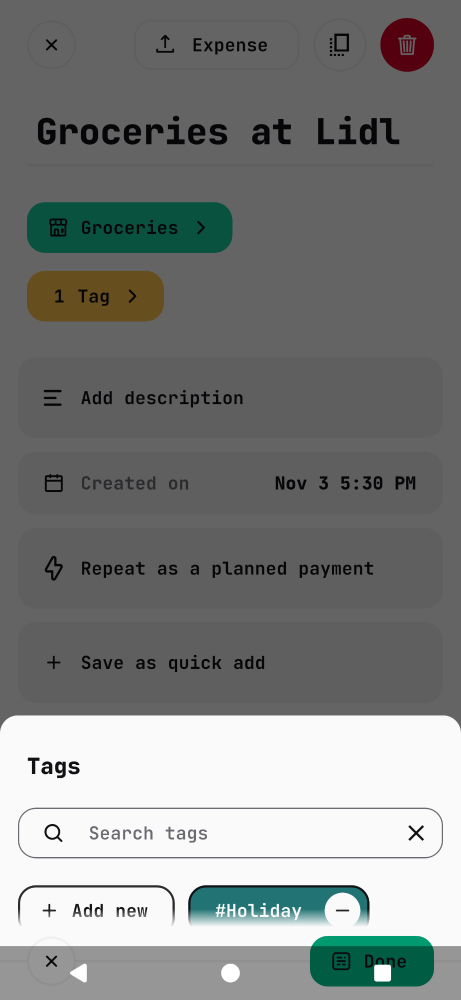 Expense
Groceries at Lidl
Groceries
1 Tag
Add description
Created on Nov 3 5:30 PM
Repeat as a planned payment
Save as quick add
Tags
Search tags
Add new #Holiday
Done